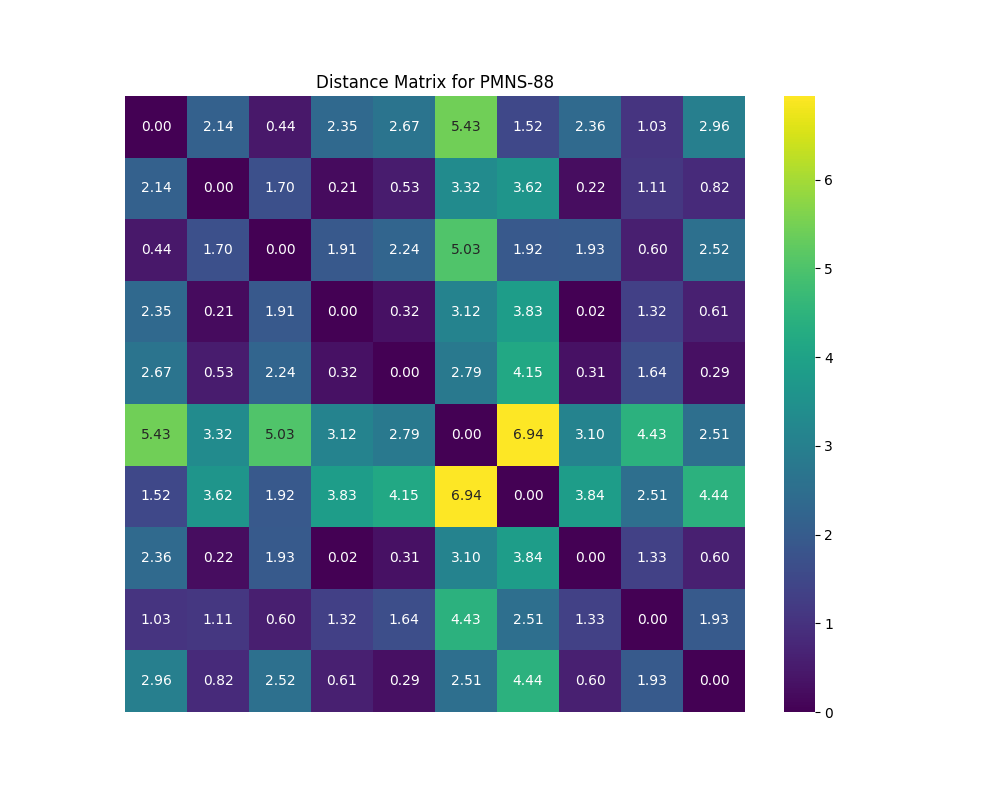 Distance Matrix for PMNS-88
0.00 2.14 0.44 2.35 2.67 5.43 1.52 2.36 1.03 2.96
2.14 0.00 1.70 0.21 0.53 3.32 3.62 0.22 1.11 0.82
0.44 1.70 0.00 1.91 2.24 5.03 1.92 1.93 0.60 2.52
2.35 0.21 1.91 0.00 0.32 3.12 3.83 0.02 1.32 0.61
2.67 0.53 2.24 0.32 0.00 2.79 4.15 0.31 1.64 0.29
5.43 3.32 5.03 3.12 2.79 0.00 6.94 3.10 4.43 2.51
1.52 3.62 1.92 3.83 4.15 6.94 0.00 3.84 2.51 4.44
2.36 0.22 1.93 0.02 0.31 3.10 3.84 0.00 1.33 0.60
1.03 1.11 0.60 1.32 1.64 4.43 2.51 1.33 0.00 1.93
2.96 0.82 2.52 0.61 0.29 2.51 4.44 0.60 1.93 0.00
6
5
4
3
2
1
0